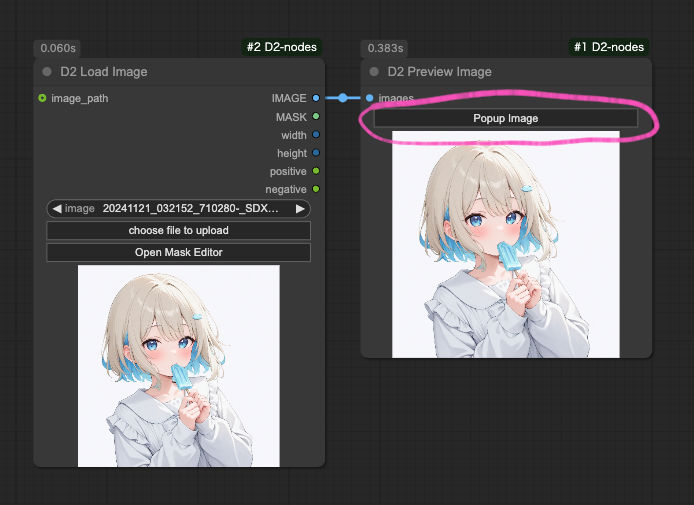 0.060s
#2 D2-nodes
D2 Load Image
image_path
IMAGE
MASK
width
height
positive
negative
image 20241121_032152_710280-_SDX...
choose file to upload
Open Mask Editor
0.383s
#1 D2-nodes
D2 Preview Image
images
Popup Image